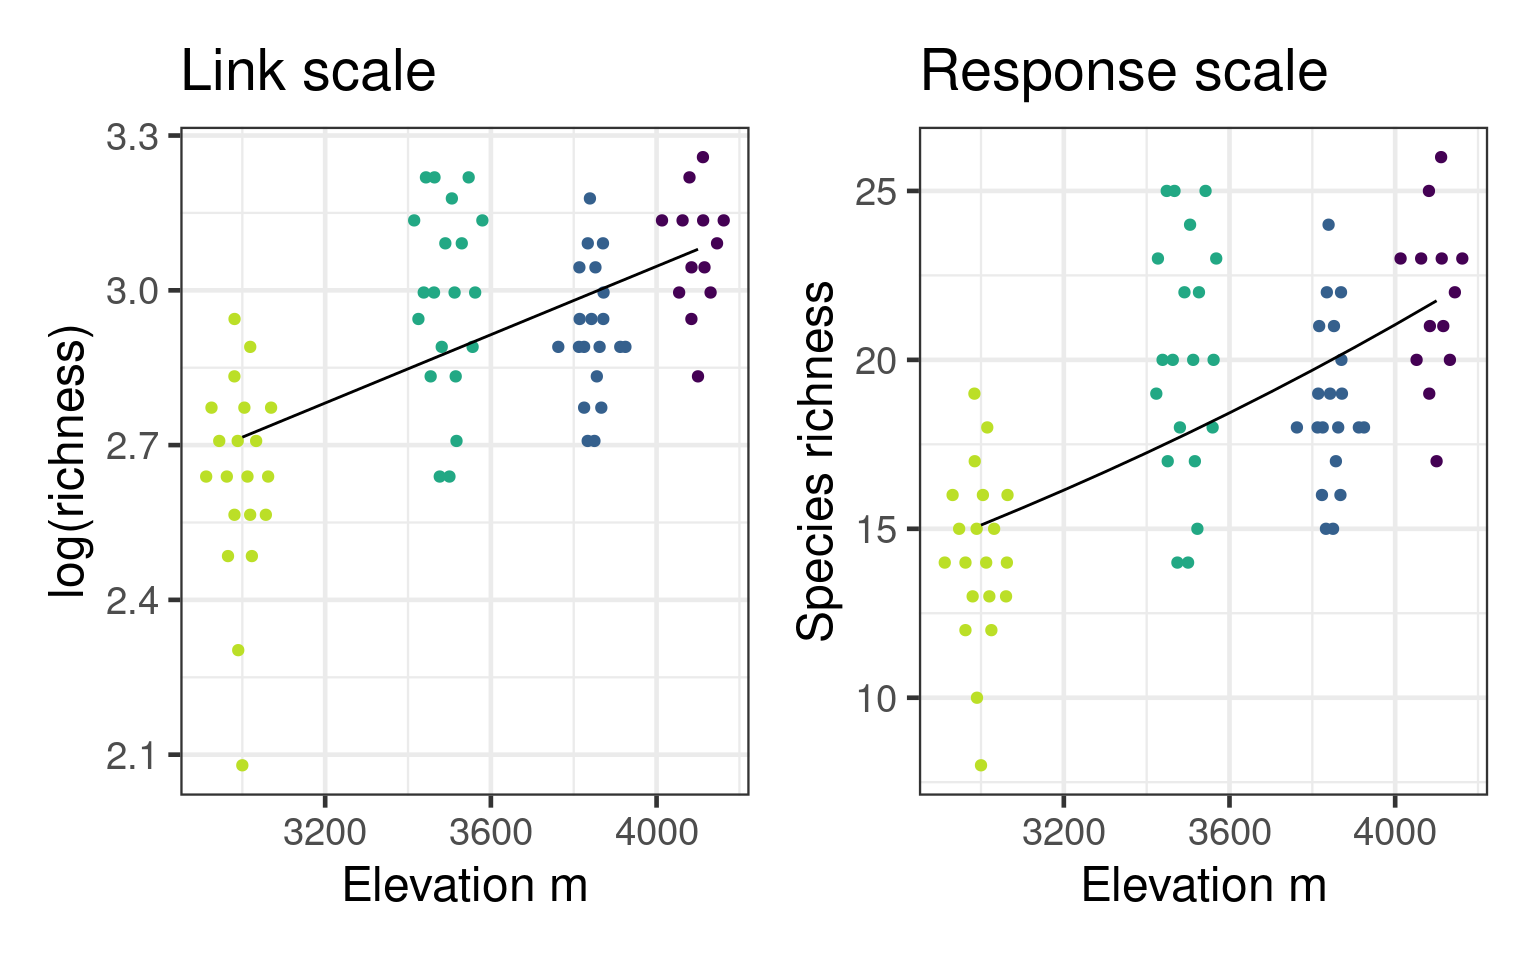 Link scale
3.3
3.0
2.7
2.4
2.1
log(richness)
3200 3600 4000
Elevation m
Response scale
25
20
15
10
Species richness
3200 3600 4000
Elevation m